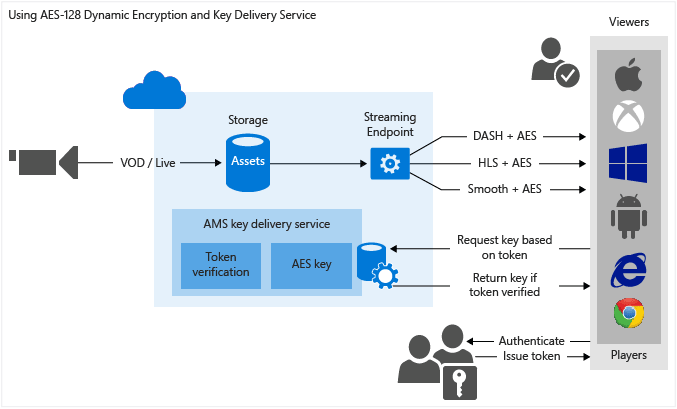 Using AES-128 Dynamic Encryption and Key Delivery Service
Viewers
Storage
Streaming
Endpoint
VOD / Live
Assets
DASH + AES
HLS + AES
Smooth + AES
AMS key delivery service
Token
verification
AES key
Request key based
on token
Return key if
token verified
Authenticate
Issue token
Players